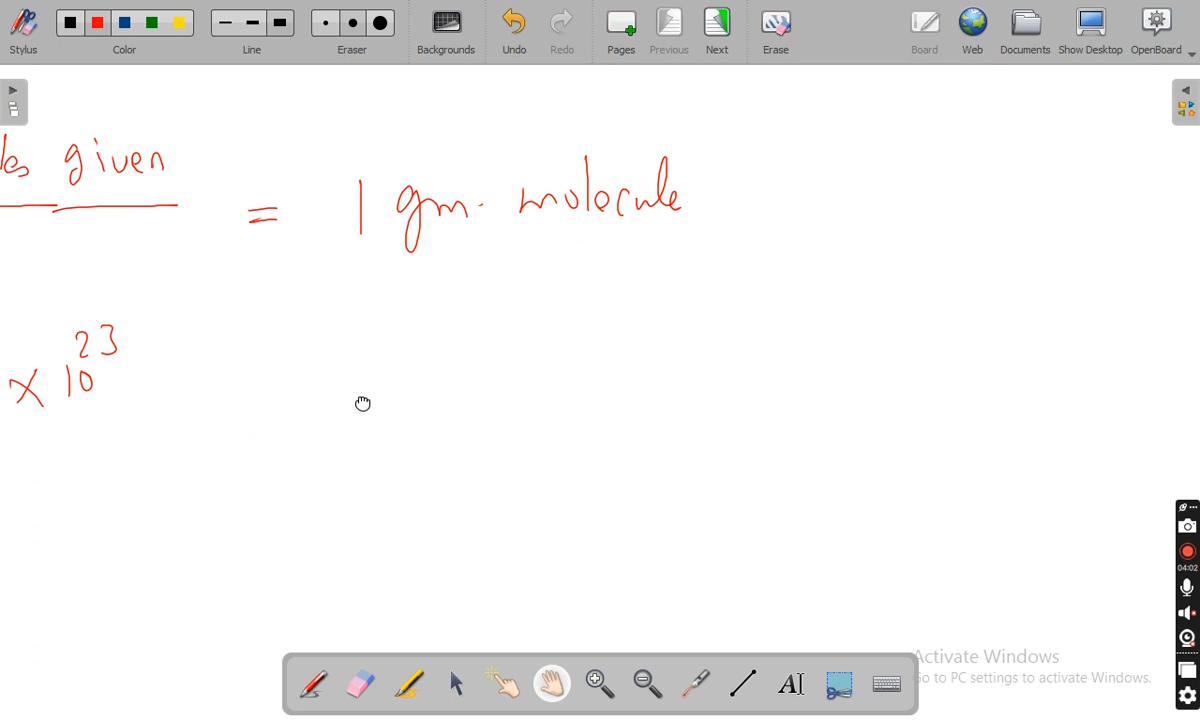 Stylus Color Line Eraser Backgrounds Undo Redo Pages Previous Next Erase Board Web Documents Show Desktop OpenBoard
given
= 1 gm. molecule
23
× 10
04:02
Activate Windows
Go to PC settings to activate Windows.
AI